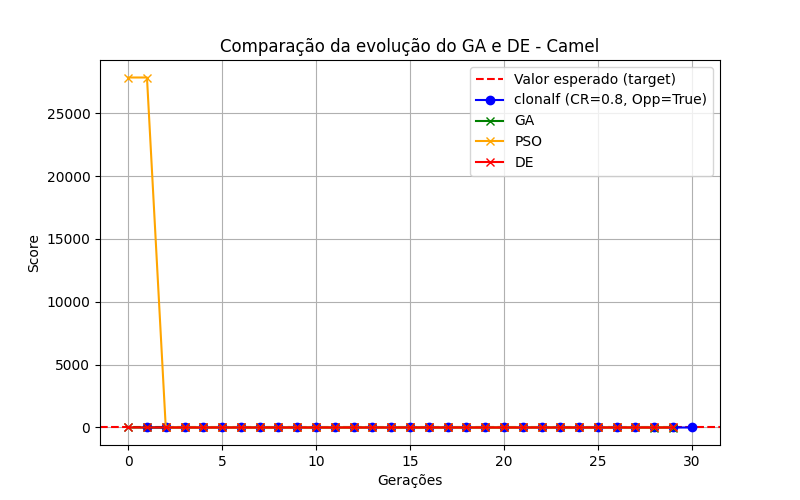 Comparação da evolução do GA e DE - Camel
Valor esperado (target)
clonalf (CR=0.8, Opp=True)
GA
PSO
DE
Score
25000
20000
15000
10000
5000
0
0 5 10 15 20 25 30
Gerações